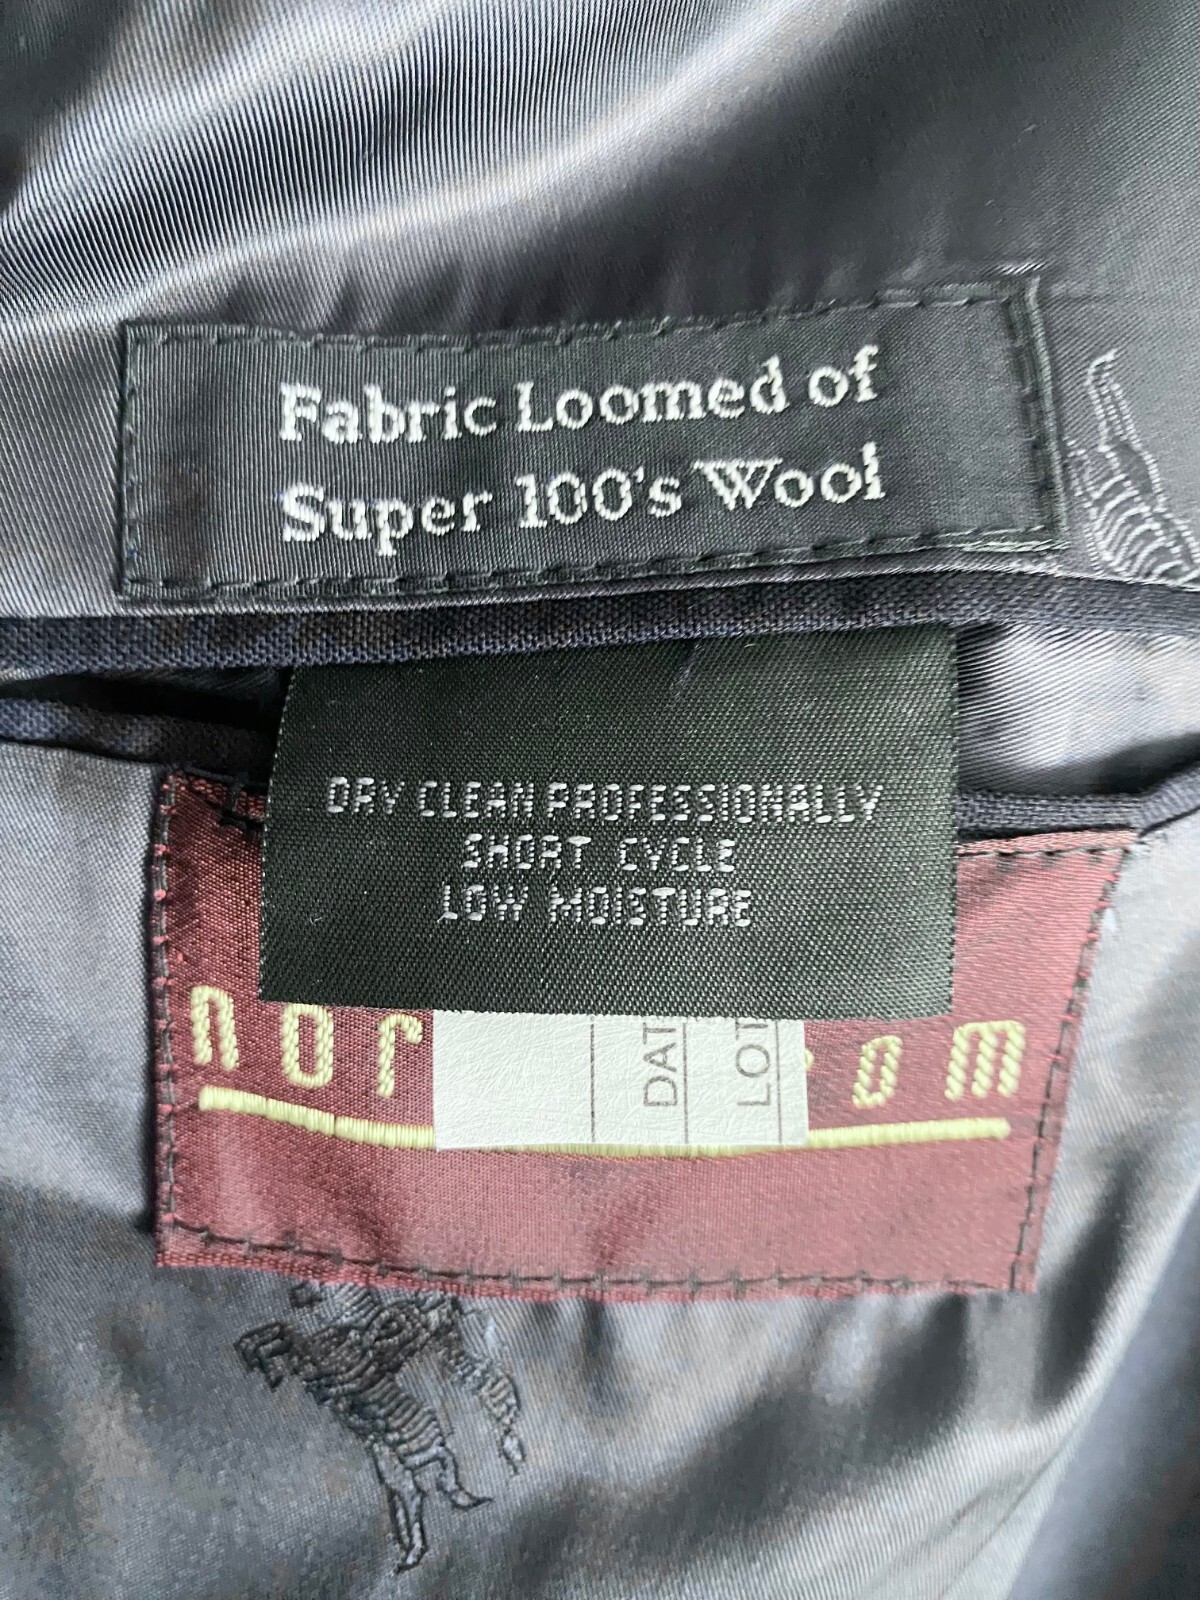 Fabric Loomed of
Super 100's Wool
DRY CLEAN PROFESSIONALLY
SHORT CYCLE
LOW MOISTURE
DAT
LOT
nor om